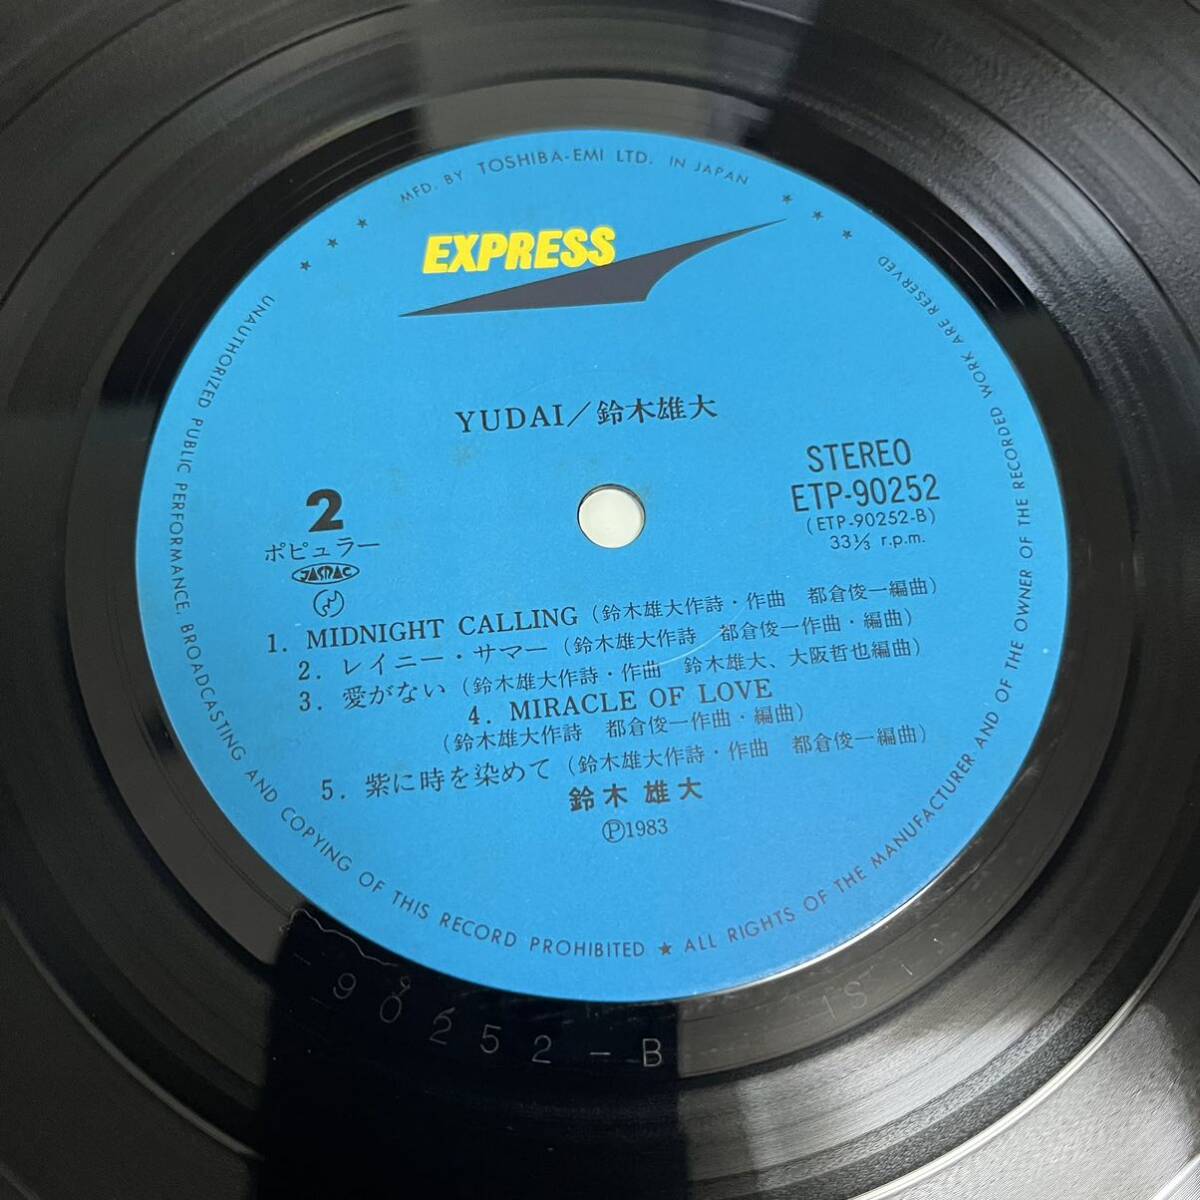 MFD. BY TOSHIBA-EMI LTD. IN JAPAN
EXPRESS
YUDAI／鈴木雄大
STEREO
ETP-90252
(ETP-90252-B)
33⅓ r.p.m.
2
ポピュラー
JASRAC
1. MIDNIGHT CALLING (鈴木雄大作詩・作曲 都倉俊一編曲)
2. レイニー・サマー (鈴木雄大作詩 都倉俊一作曲・編曲)
3. 愛がない (鈴木雄大作詩・作曲 鈴木雄大、大阪哲也編曲)
4. MIRACLE OF LOVE
(鈴木雄大作詩 都倉俊一作曲・編曲)
5. 紫に時を染めて (鈴木雄大作詩・作曲 都倉俊一編曲)
鈴木 雄大
Ⓟ1983
UNAUTHORIZED PUBLIC PERFORMANCE, BROADCASTING AND COPYING OF THIS RECORD PROHIBITED ★ ALL RIGHTS OF THE MANUFACTURER AND OF THE OWNER OF THE RECORDED WORK ARE RESERVED
-90252-B
1S